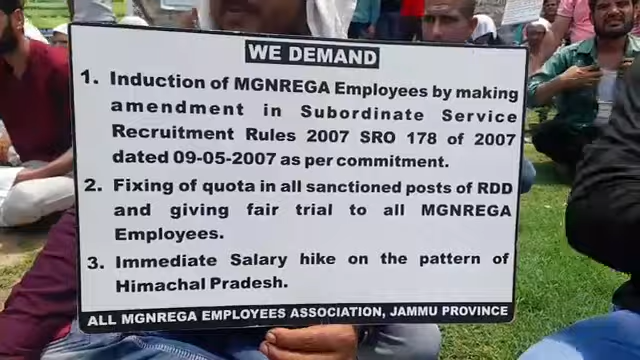 WE DEMAND
1. Induction of MGNREGA Employees by making
amendment in Subordinate Service
Recruitment Rules 2007 SRO 178 of 2007
dated 09-05-2007 as per commitment.
2. Fixing of quota in all sanctioned posts of RDD
and giving fair trial to all MGNREGA
Employees.
3. Immediate Salary hike on the pattern of
Himachal Pradesh.
ALL MGNREGA EMPLOYEES ASSOCIATION, JAMMU PROVINCE